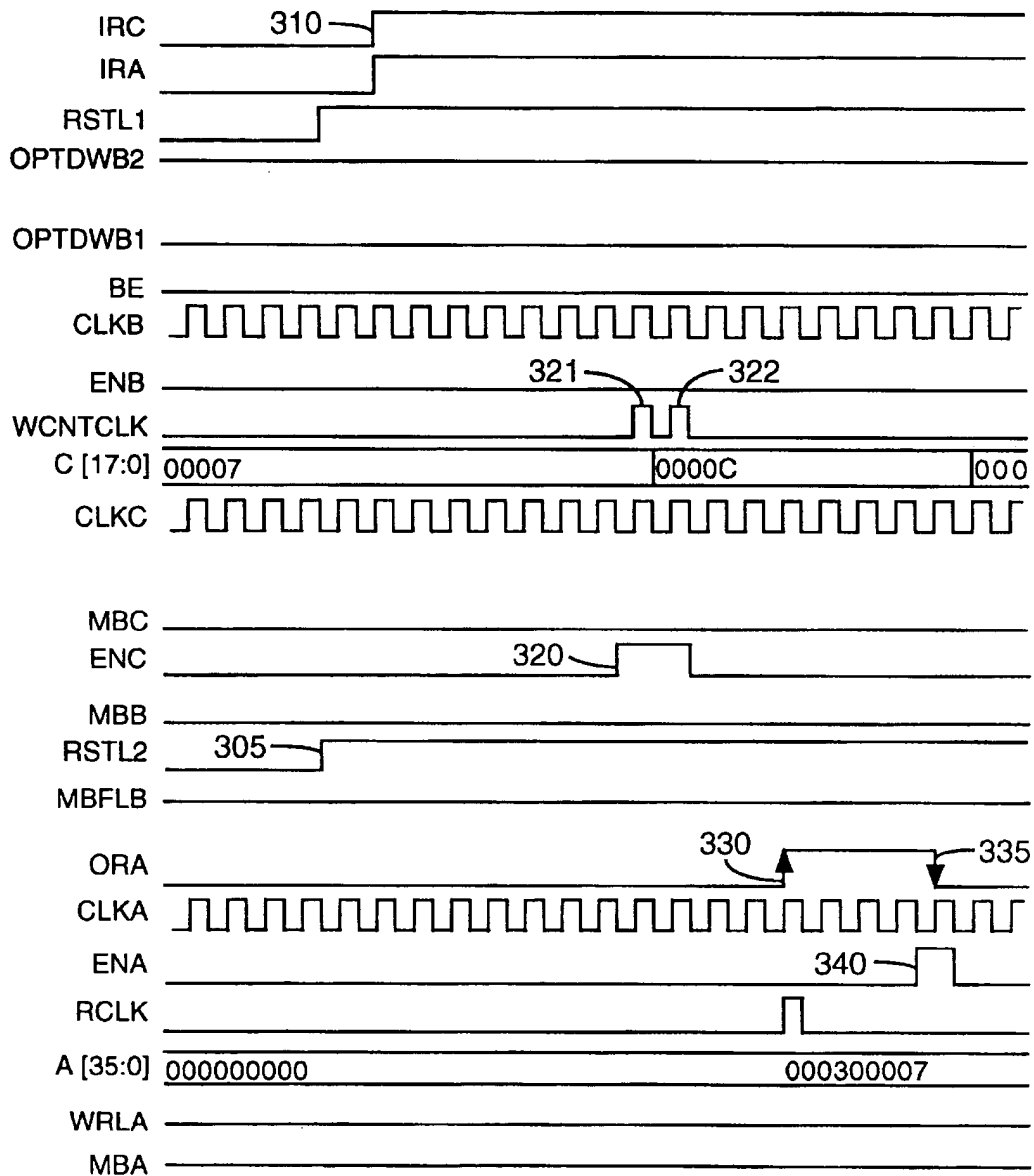 IRC 310
IRA
RSTL1
OPTDWB2
OPTDWB1
BE
CLKB
ENB 321 322
WCNTCLK
C [17:0] 00007 0000C 000
CLKC
MBC
ENC 320
MBB
RSTL2 305
MBFLB
ORA 330 335
CLKA
ENA 340
RCLK
A [35:0] 000000000 000300007
WRLA
MBA